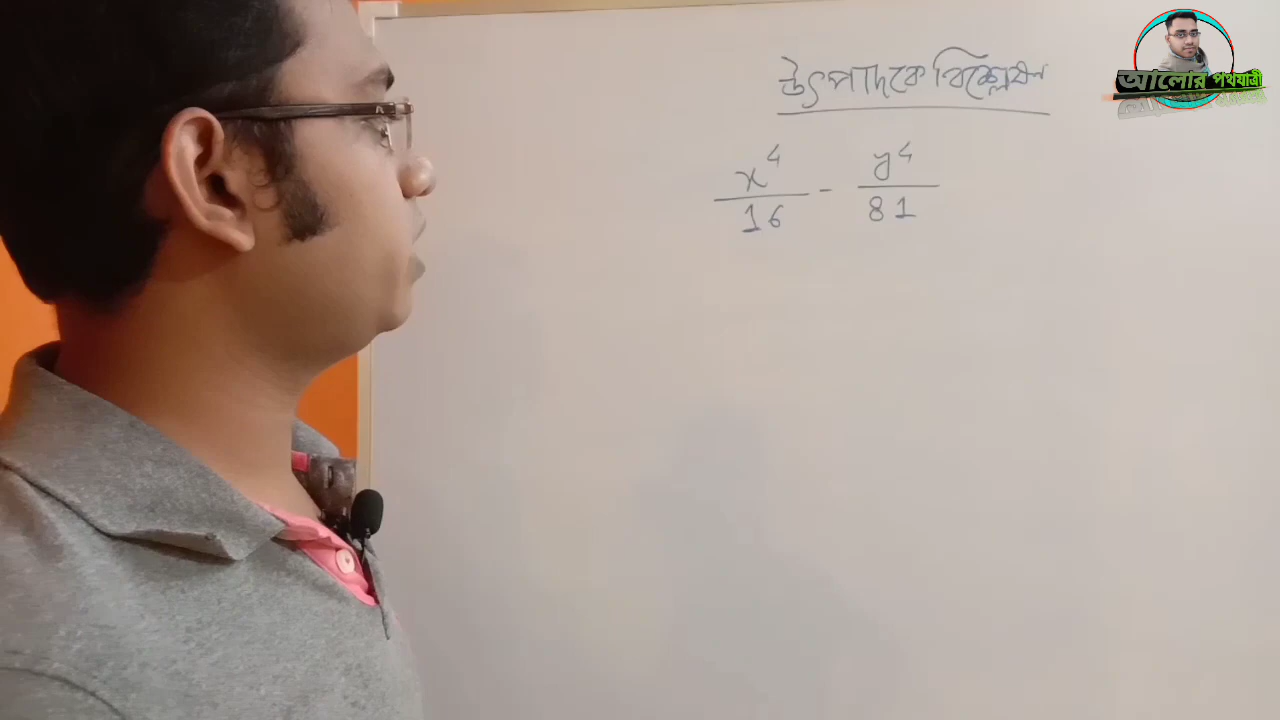 উৎপাদকে বিশ্লেষণ
x⁴/16 - y⁴/81
আলোর পথযাত্রী